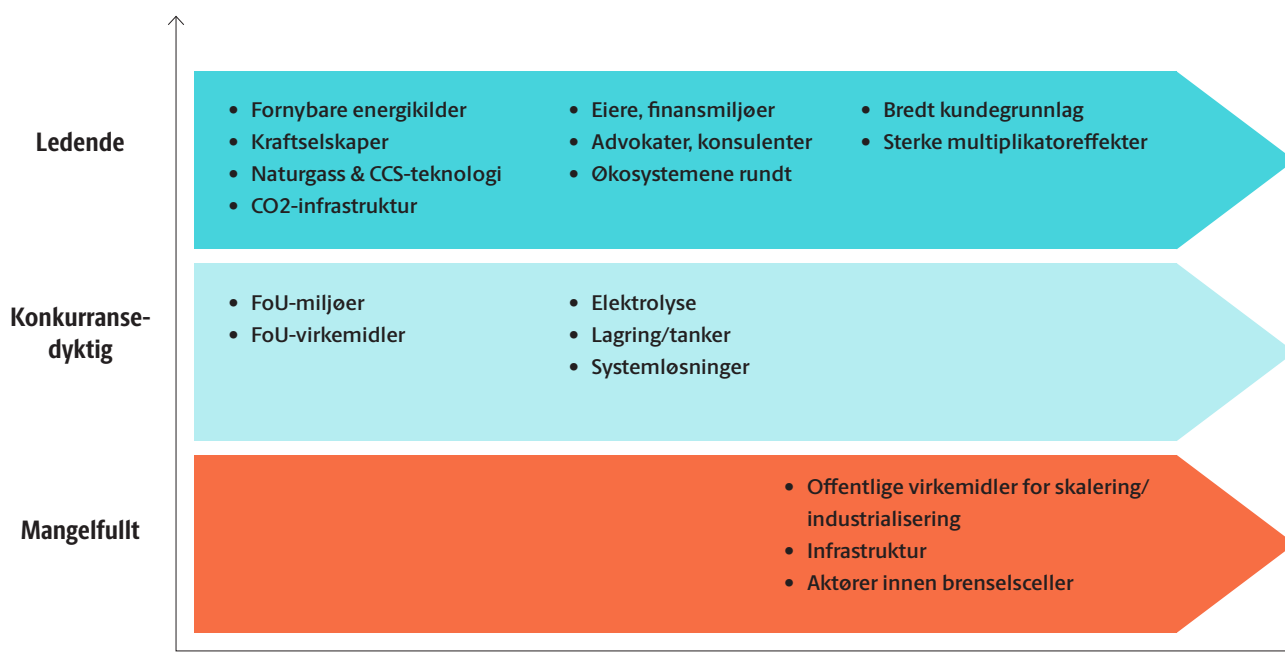 Ledende
• Fornybare energikilder
• Kraftselskaper
• Naturgass & CCS-teknologi
• CO2-infrastruktur
• Eiere, finansmiljøer
• Advokater, konsulenter
• Økosystemene rundt
• Bredt kundegrunnlag
• Sterke multiplikatoreffekter
Konkurranse-
dyktig
• FoU-miljøer
• FoU-virkemidler
• Elektrolyse
• Lagring/tanker
• Systemløsninger
Mangelfullt
• Offentlige virkemidler for skalering/
industrialisering
• Infrastruktur
• Aktører innen brenselsceller